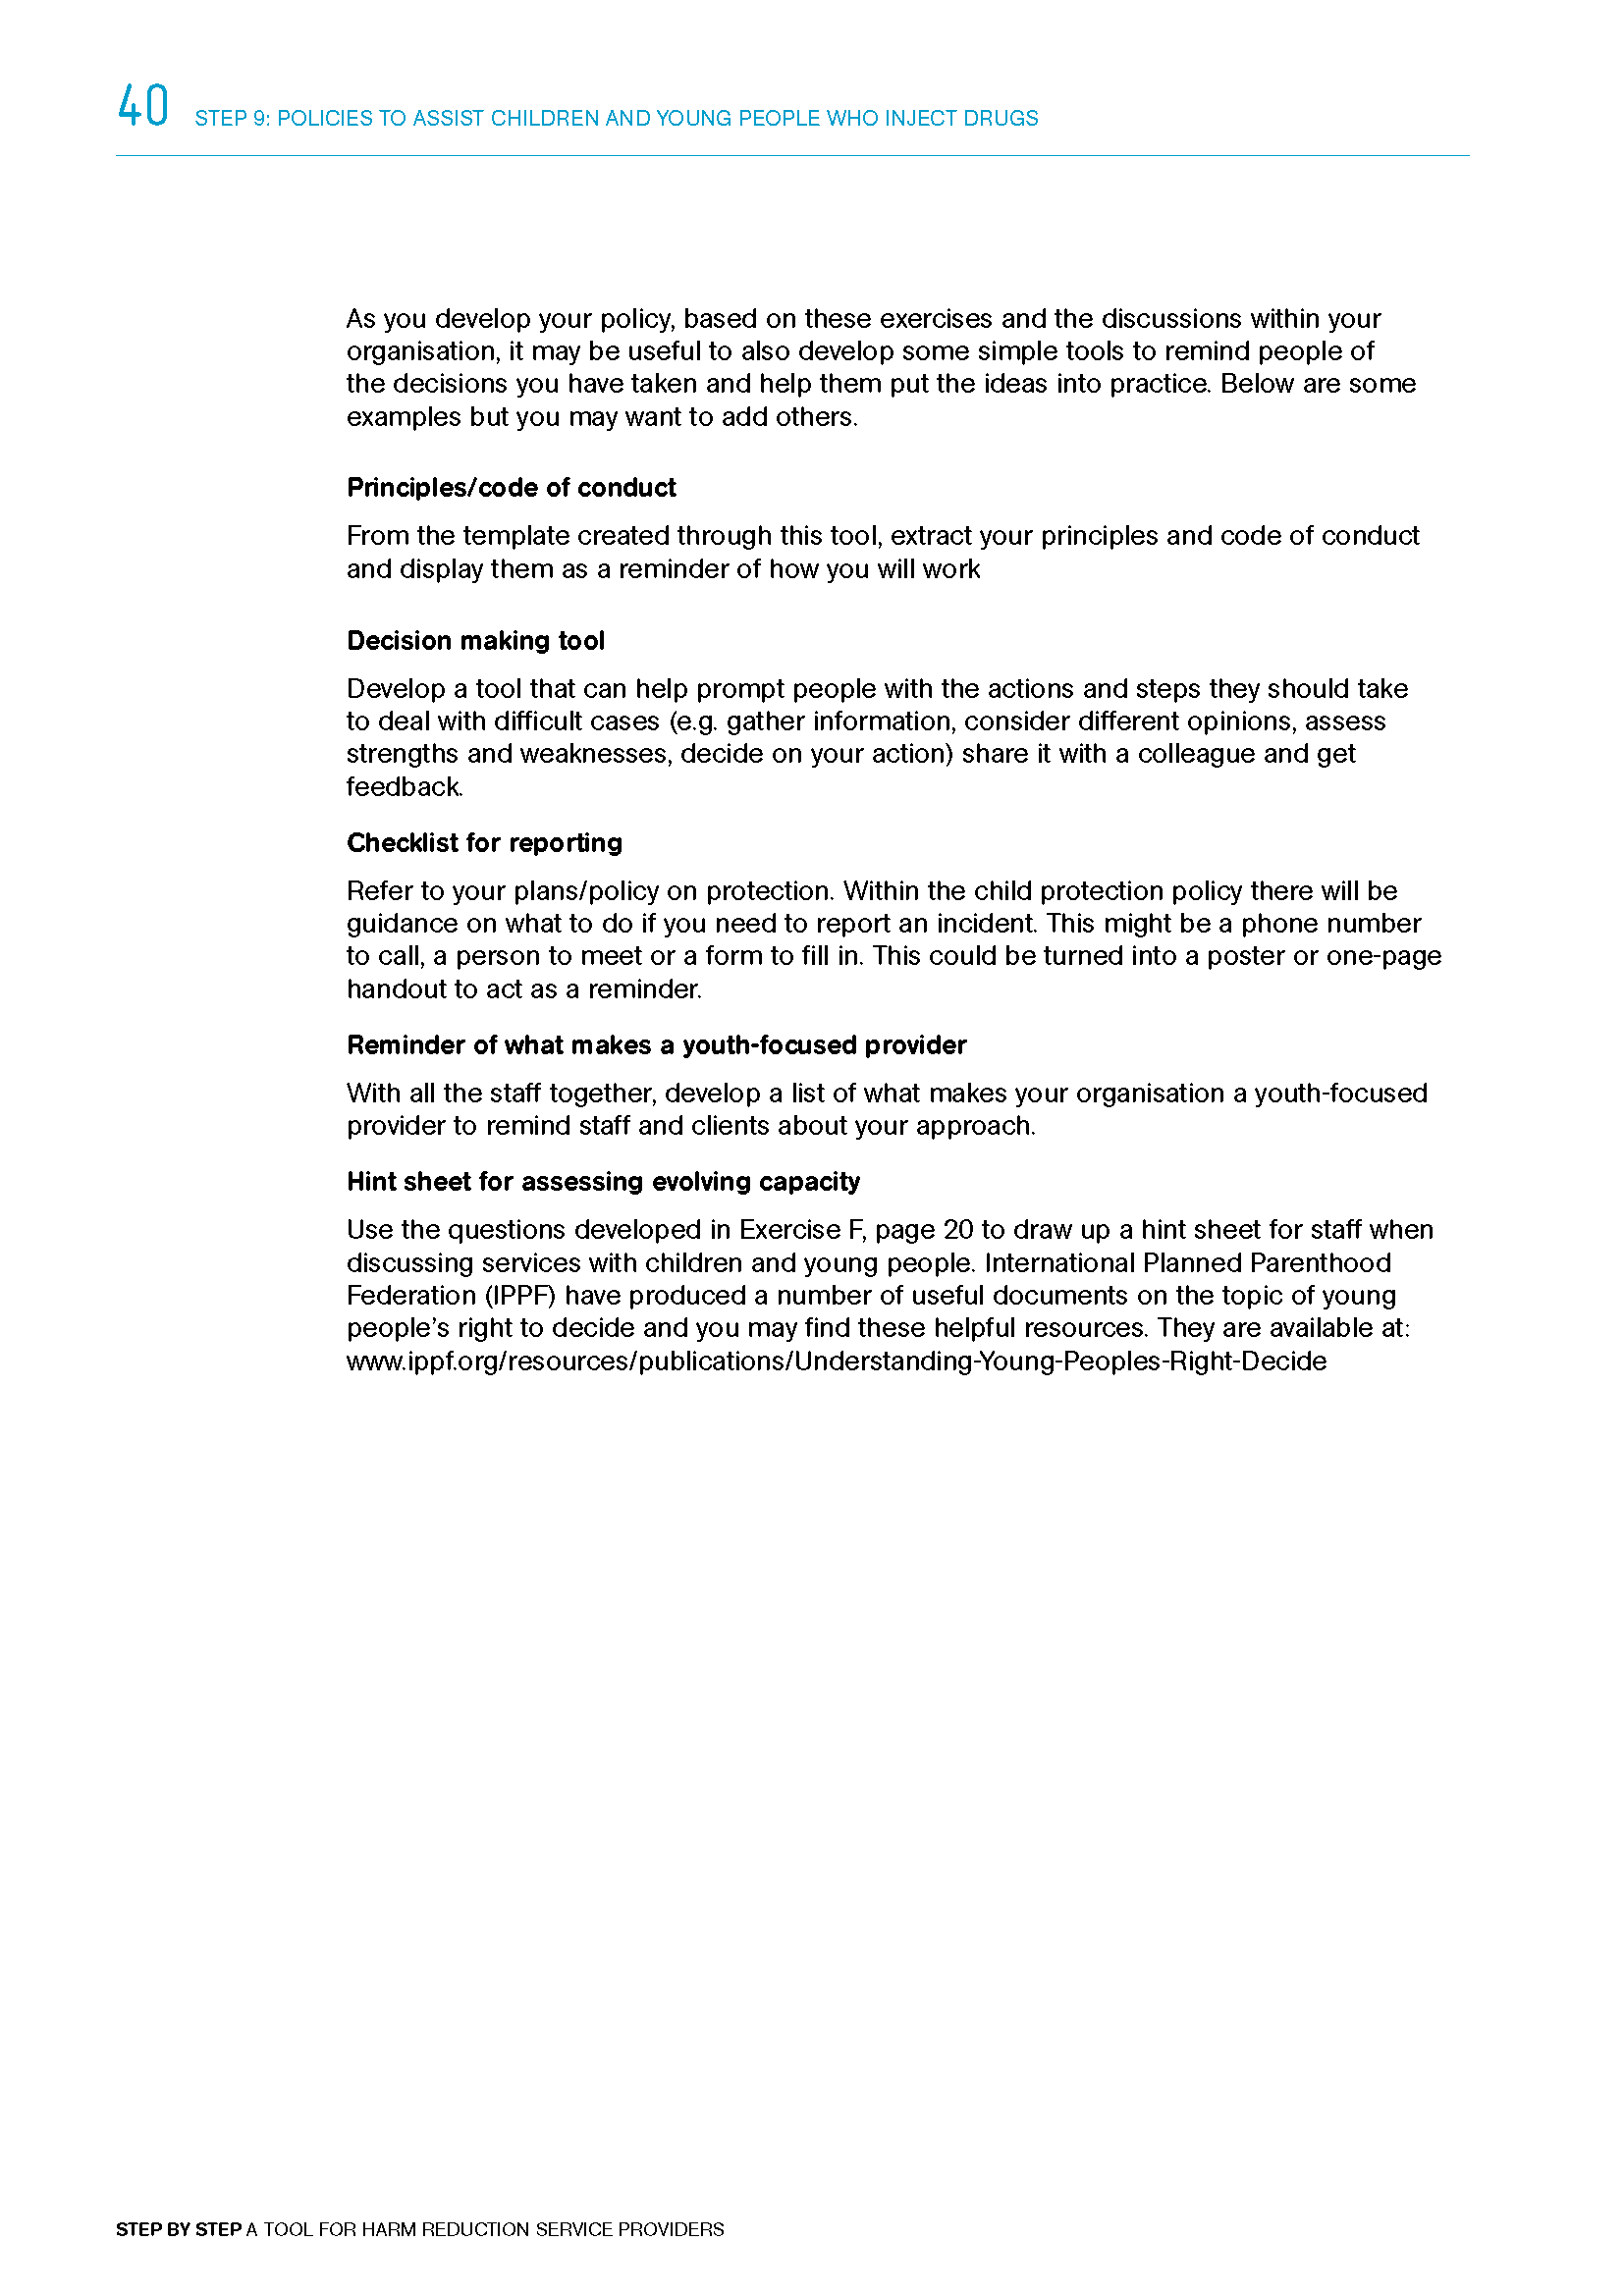 40 STEP 9: POLICIES TO ASSIST CHILDREN AND YOUNG PEOPLE WHO INJECT DRUGS
As you develop your policy, based on these exercises and the discussions within your
organisation, it may be useful to also develop some simple tools to remind people of
the decisions you have taken and help them put the ideas into practice. Below are some
examples but you may want to add others.
Principles/code of conduct
From the template created through this tool, extract your principles and code of conduct
and display them as a reminder of how you will work
Decision making tool
Develop a tool that can help prompt people with the actions and steps they should take
to deal with difficult cases (e.g. gather information, consider different opinions, assess
strengths and weaknesses, decide on your action) share it with a colleague and get
feedback.
Checklist for reporting
Refer to your plans/policy on protection. Within the child protection policy there will be
guidance on what to do if you need to report an incident. This might be a phone number
to call, a person to meet or a form to fill in. This could be turned into a poster or one-page
handout to act as a reminder.
Reminder of what makes a youth-focused provider
With all the staff together, develop a list of what makes your organisation a youth-focused
provider to remind staff and clients about your approach.
Hint sheet for assessing evolving capacity
Use the questions developed in Exercise F, page 20 to draw up a hint sheet for staff when
discussing services with children and young people. International Planned Parenthood
Federation (IPPF) have produced a number of useful documents on the topic of young
people's right to decide and you may find these helpful resources. They are available at:
www.ippf.org/resources/publications/Understanding-Young-Peoples-Right-Decide
STEP BY STEP A TOOL FOR HARM REDUCTION SERVICE PROVIDERS